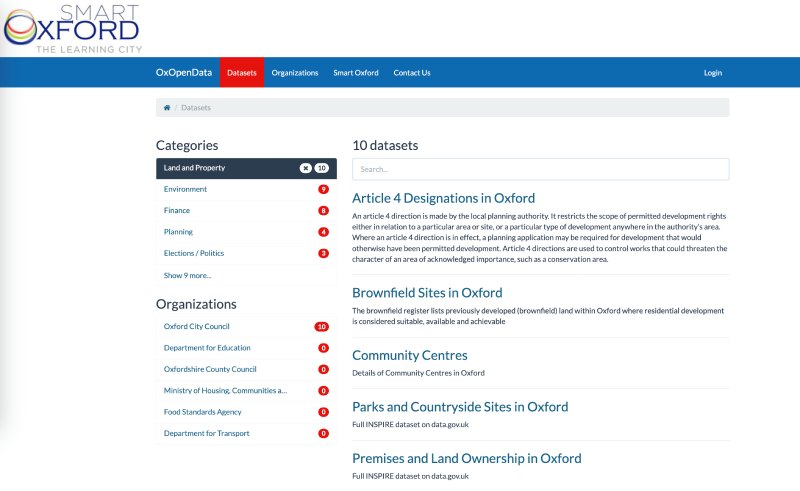 SMART
OXFORD
THE LEARNING CITY
OxOpenData Datasets Organizations Smart Oxford Contact Us Login
/ Datasets
Categories
Land and Property 10
Environment 9
Finance 8
Planning 4
Elections / Politics 3
Show 9 more...
Organizations
Oxford City Council 10
Department for Education 0
Oxfordshire County Council 0
Ministry of Housing, Communities a... 0
Food Standards Agency 0
Department for Transport 0
10 datasets
Search...
Article 4 Designations in Oxford
An article 4 direction is made by the local planning authority. It restricts the scope of permitted development rights
either in relation to a particular area or site, or a particular type of development anywhere in the authority's area.
Where an article 4 direction is in effect, a planning application may be required for development that would
otherwise have been permitted development. Article 4 directions are used to control works that could threaten the
character of an area of acknowledged importance, such as a conservation area.
Brownfield Sites in Oxford
The brownfield register lists previously developed (brownfield) land within Oxford where residential development
is considered suitable, available and achievable
Community Centres
Details of Community Centres in Oxford
Parks and Countryside Sites in Oxford
Full INSPIRE dataset on data.gov.uk
Premises and Land Ownership in Oxford
Full INSPIRE dataset on data.gov.uk